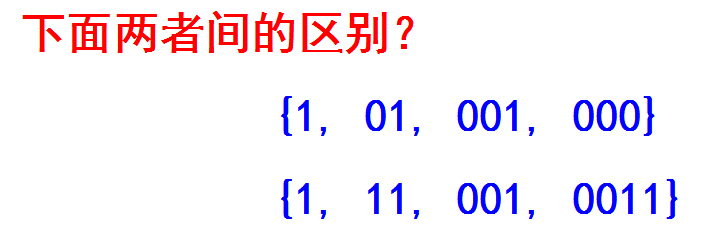 下面两者间的区别？
{1, 01, 001, 000}
{1, 11, 001, 0011}